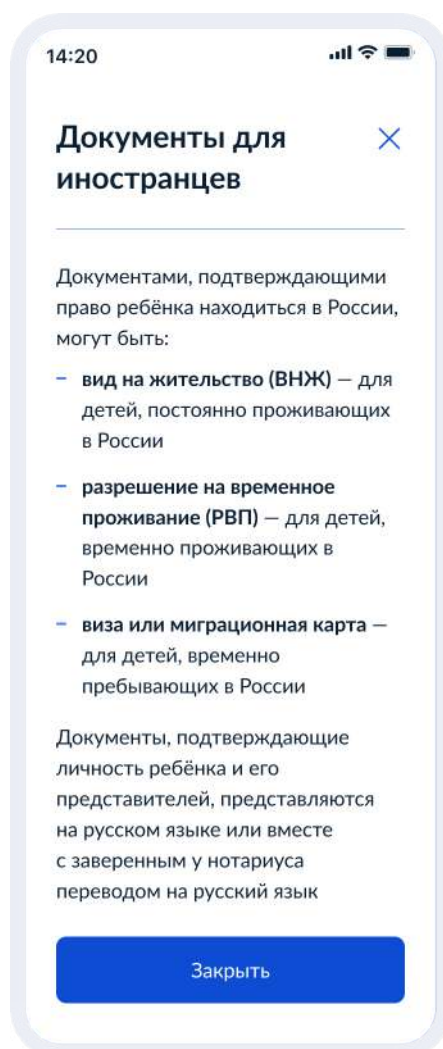 14:20
Документы для
иностранцев
Документами, подтверждающими
право ребёнка находиться в России,
могут быть:
– вид на жительство (ВНЖ) — для
детей, постоянно проживающих
в России
– разрешение на временное
проживание (РВП) — для детей,
временно проживающих в
России
– виза или миграционная карта —
для детей, временно
пребывающих в России
Документы, подтверждающие
личность ребёнка и его
представителей, представляются
на русском языке или вместе
с заверенным у нотариуса
переводом на русский язык
Закрыть